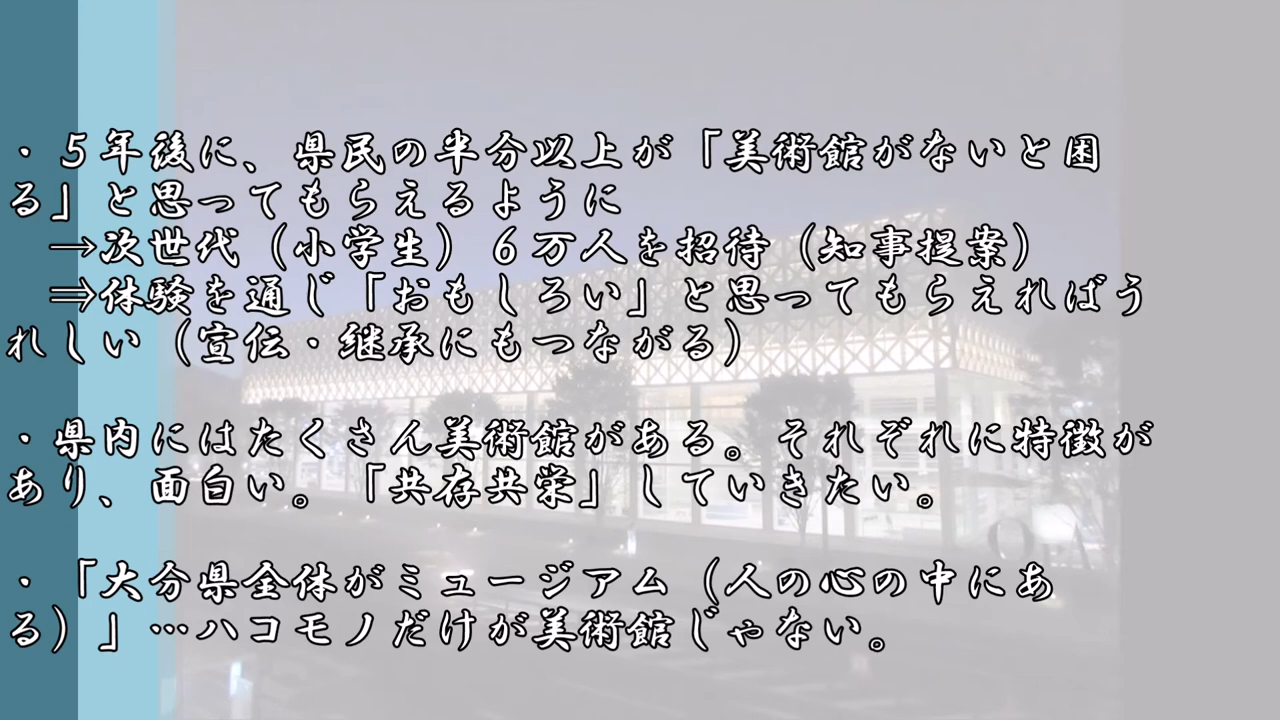 ・５年後に、県民の半分以上が「美術館がないと困
る」と思ってもらえるように
→次世代（小学生）６万人を招待（知事提案）
⇒体験を通じ「おもしろい」と思ってもらえればう
れしい（宣伝・継承にもつながる）
・県内にはたくさん美術館がある。それぞれに特徴が
あり、面白い。「共存共栄」していきたい。
・「大分県全体がミュージアム（人の心の中にあ
る）」…ハコモノだけが美術館じゃない。